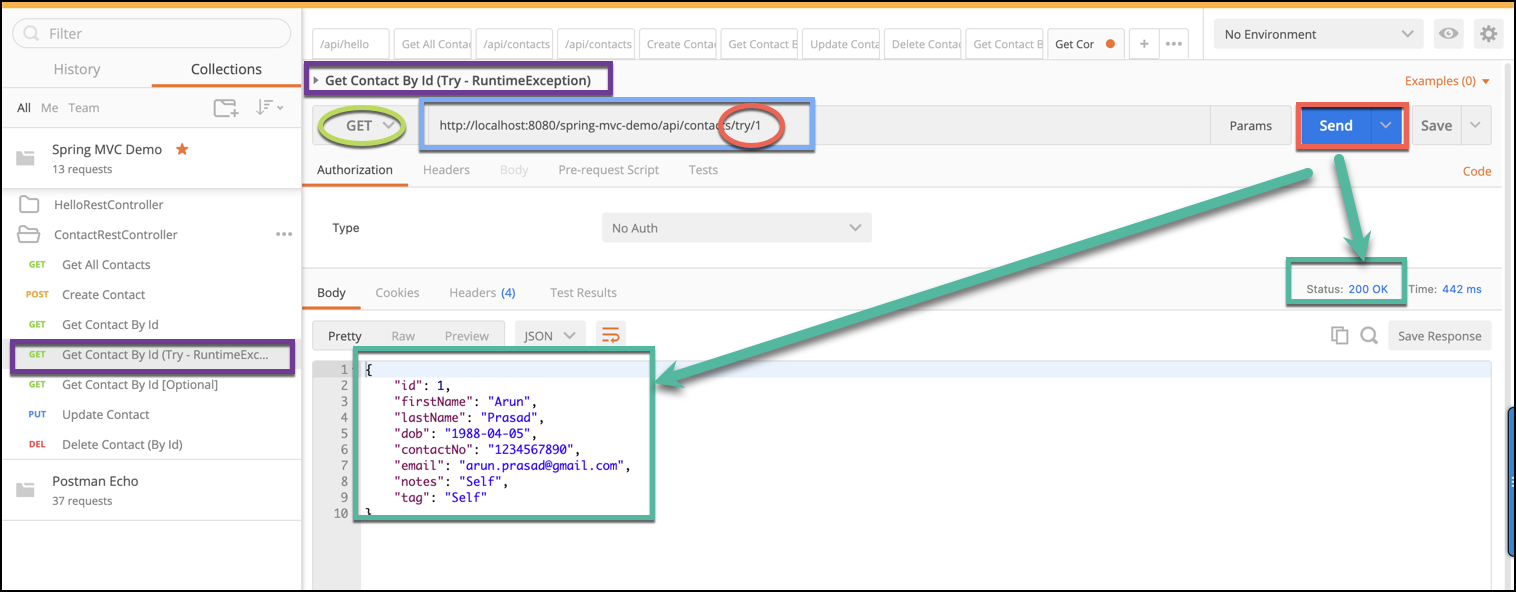 Filter
History Collections
All Me Team
Spring MVC Demo
13 requests
HelloRestController
ContactRestController
GET Get All Contacts
POST Create Contact
GET Get Contact By Id
GET Get Contact By Id (Try - RuntimeExc...
GET Get Contact By Id [Optional]
PUT Update Contact
DEL Delete Contact (By Id)
Postman Echo
37 requests
/api/hello Get All Contac /api/contacts /api/contacts Create Contac Get Contact B Update Conta Delete Contac Get Contact B Get Cor + •••
No Environment
Get Contact By Id (Try - RuntimeException)
Examples (0)
GET http://localhost:8080/spring-mvc-demo/api/contacts/try/1 Params Send Save
Authorization Headers Body Pre-request Script Tests Code
Type No Auth
Body Cookies Headers (4) Test Results Status: 200 OK Time: 442 ms
Pretty Raw Preview JSON Save Response
1 {
2 "id": 1,
3 "firstName": "Arun",
4 "lastName": "Prasad",
5 "dob": "1988-04-05",
6 "contactNo": "1234567890",
7 "email": "arun.prasad@gmail.com",
8 "notes": "Self",
9 "tag": "Self"
10 }